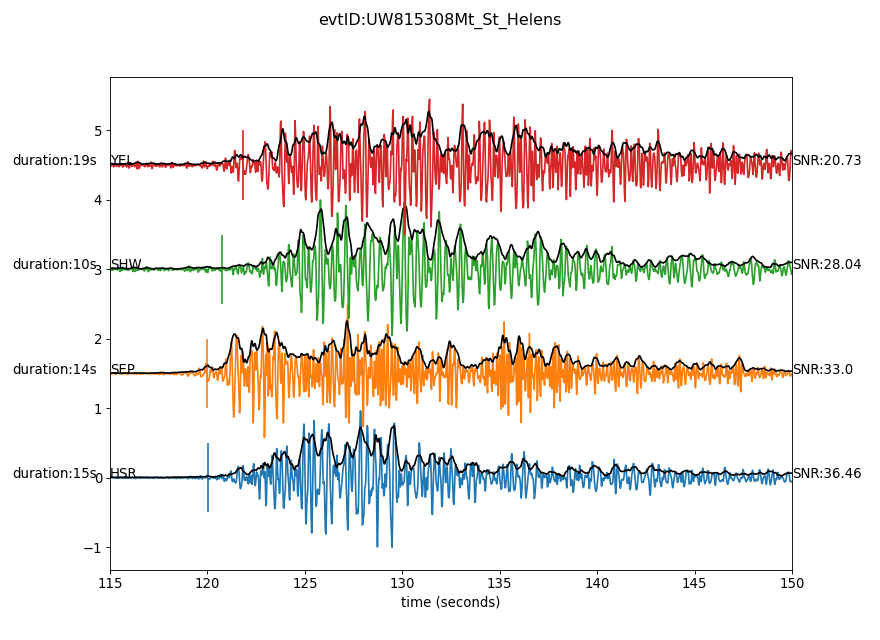 evtID:UW815308Mt_St_Helens
5
duration:19s YEL SNR:20.73
4
duration:10s SHW SNR:28.04
3
2
duration:14s SEP SNR:33.0
1
duration:15s HSR SNR:36.46
0
−1
115 120 125 130 135 140 145 150
time (seconds)